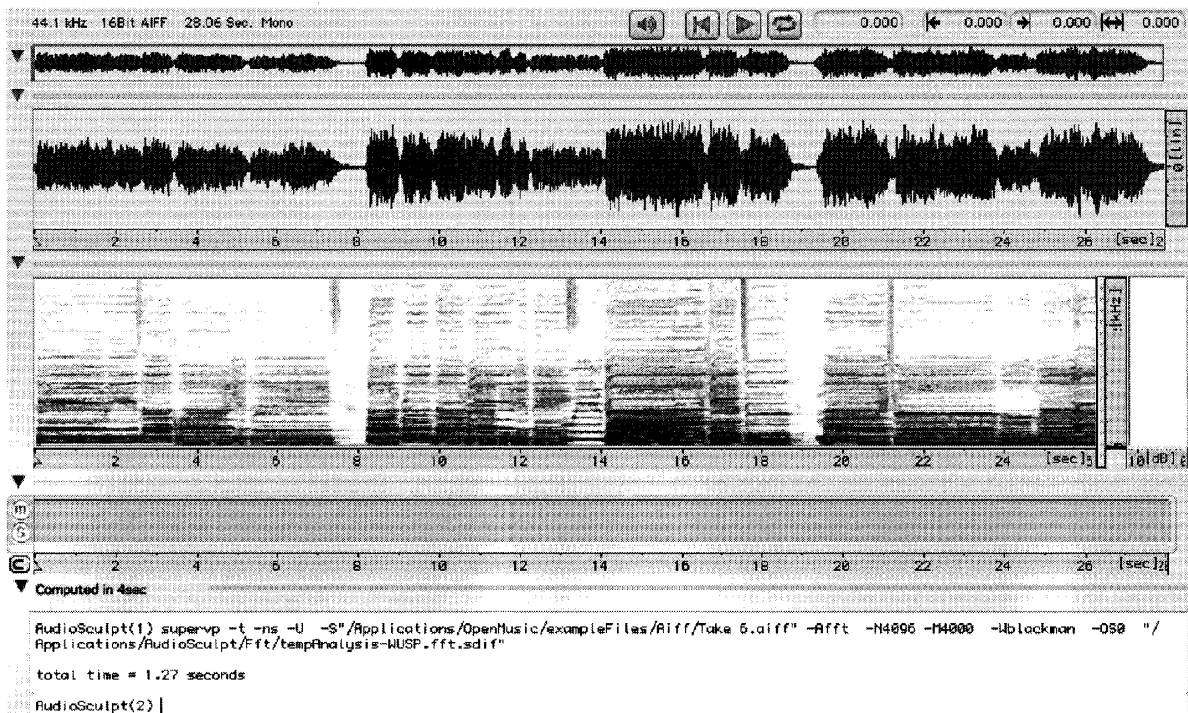 44.1 kHz 16Bit AIFF 28.06 Sec. Mono 0.000 0.000 0.000 0.000
0[lin]
2 4 6 8 10 12 14 16 18 20 22 24 26 [sec]2
[kHz]
2 4 6 8 10 12 14 16 18 20 22 24 [sec]5 10[dB]
m
s
C
2 4 6 8 10 12 14 16 18 20 22 24 26 [sec]
Computed in 4sec
AudioSculpt(1) supervp -t -ns -U -S"/Applications/OpenMusic/exampleFiles/Aiff/Take 6.aiff" -Afft -N4096 -M4000 -Wblackman -OS0 "/
Applications/AudioSculpt/Fft/tempAnalysis-WUSP.fft.sdif"
total time = 1.27 seconds
AudioSculpt(2)